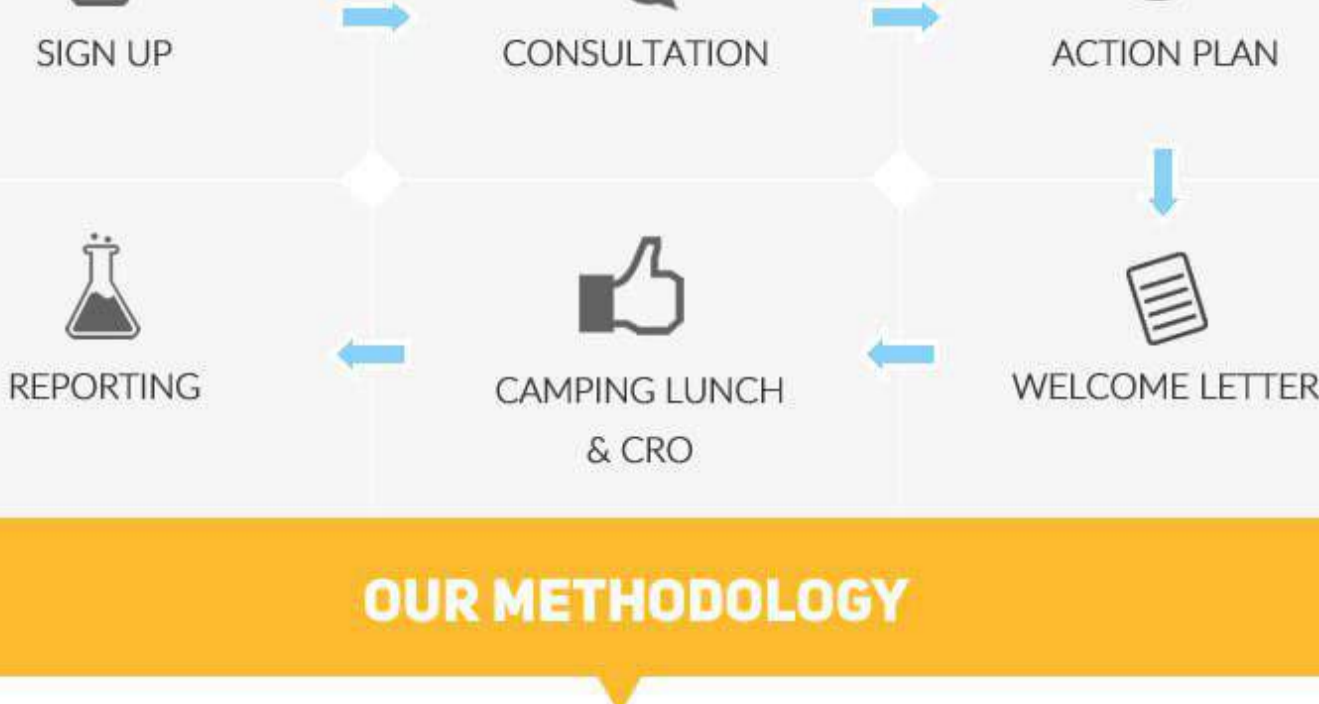 SIGN UP
CONSULTATION
ACTION PLAN
REPORTING
CAMPING LUNCH
& CRO
WELCOME LETTER
OUR METHODOLOGY